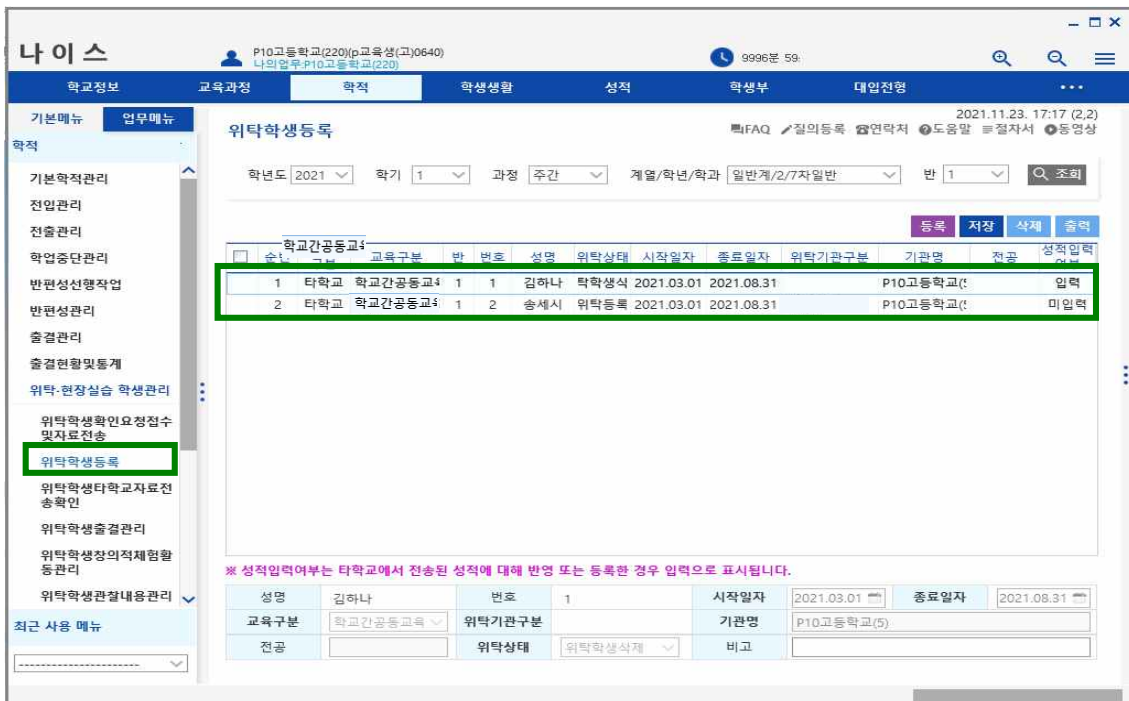 나이스
P10고등학교(220)(p교육생(고)0640)
나의업무:P10고등학교(220)
9996분 59
학교정보 교육과정 학적 학생생활 성적 학생부 대입전형 •••
기본메뉴 업무메뉴
2021.11.23. 17:17 (2,2)
위탁학생등록
FAQ 질의등록 연락처 도움말 절자서 동영상
학적
학년도 2021 학기 1 과정 주간 계열/학년/학과 일반계/2/7차일반 반 1 조회
기본학적관리
전입관리
전출관리
학업중단관리
반편성선행작업
반편성관리
출결관리
출결현황및통계
위탁·현장실습 학생관리
위탁학생확인요청접수
및자료전송
위탁학생등록
위탁학생타학교자료전
송확인
위탁학생출결관리
위탁학생창의적체험활
동관리
위탁학생관찰내용관리
최근 사용 메뉴
---------------------
등록 저장 삭제 출력
학교간공동교
교육구분 반 번호 성명 위탁상태 시작일자 종료일자 위탁기관구분 기관명 전공 성적입력
1 타학교 학교간공동교 1 1 김하나 탁학생식 2021.03.01 2021.08.31 P10고등학교( 입력
2 타학교 학교간공동교 1 2 송세시 위탁등록 2021.03.01 2021.08.31 P10고등학교( 미입력
※ 성적입력여부는 타학교에서 전송된 성적에 대해 반영 또는 등록한 경우 입력으로 표시됩니다.
성명 김하나 번호 1 시작일자 2021.03.01 종료일자 2021.08.31
교육구분 학교간공동교육 위탁기관구분 기관명 P10고등학교(5)
전공 위탁상태 위탁학생삭제 비고